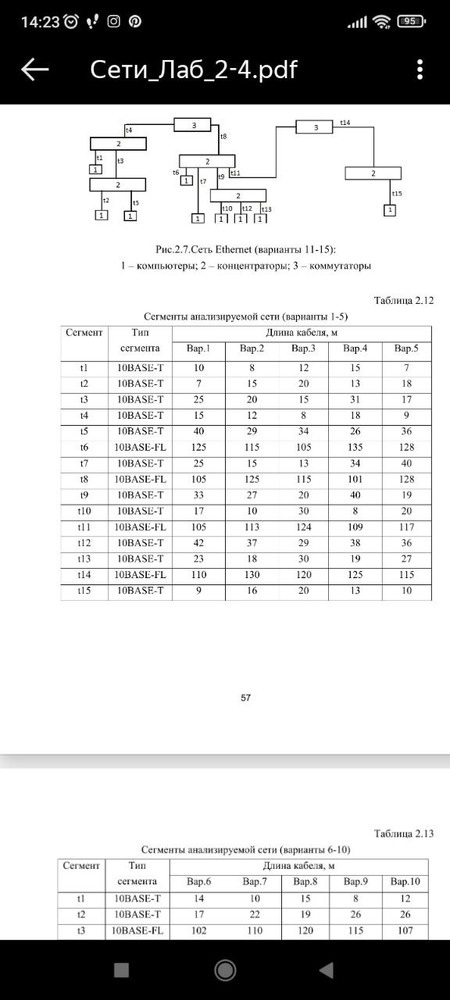 14:23 95
Сети_Лаб_2-4.pdf
3
3
t14
t4
t8
2
2
2
t1
t3
t6
t11
1
1
t7
t9
2
2
t15
t2
t5
t10 t12 t13
1 1 1 1 1 1 1
Рис.2.7.Сеть Ethernet (варианты 11-15):
1 – компьютеры; 2 – концентраторы; 3 – коммутаторы
Таблица 2.12
Сегменты анализируемой сети (варианты 1-5)
Сегмент Тип сегмента Длина кабеля, м
Вар.1 Вар.2 Вар.3 Вар.4 Вар.5
t1 10BASE-T 10 8 12 15 7
t2 10BASE-T 7 15 20 13 18
t3 10BASE-T 25 20 15 31 17
t4 10BASE-T 15 12 8 18 9
t5 10BASE-T 40 29 34 26 36
t6 10BASE-FL 125 115 105 135 128
t7 10BASE-T 25 15 13 34 40
t8 10BASE-FL 105 125 115 101 128
t9 10BASE-T 33 27 20 40 19
t10 10BASE-T 17 10 30 8 20
t11 10BASE-FL 105 113 124 109 117
t12 10BASE-T 42 37 29 38 36
t13 10BASE-T 23 18 30 19 27
t14 10BASE-FL 110 130 120 125 115
t15 10BASE-T 9 16 20 13 10
57
Таблица 2.13
Сегменты анализируемой сети (варианты 6-10)
Сегмент Тип сегмента Длина кабеля, м
Вар.6 Вар.7 Вар.8 Вар.9 Вар.10
t1 10BASE-T 14 10 15 8 12
t2 10BASE-T 17 22 19 26 26
t3 10BASE-FL 102 110 120 115 107